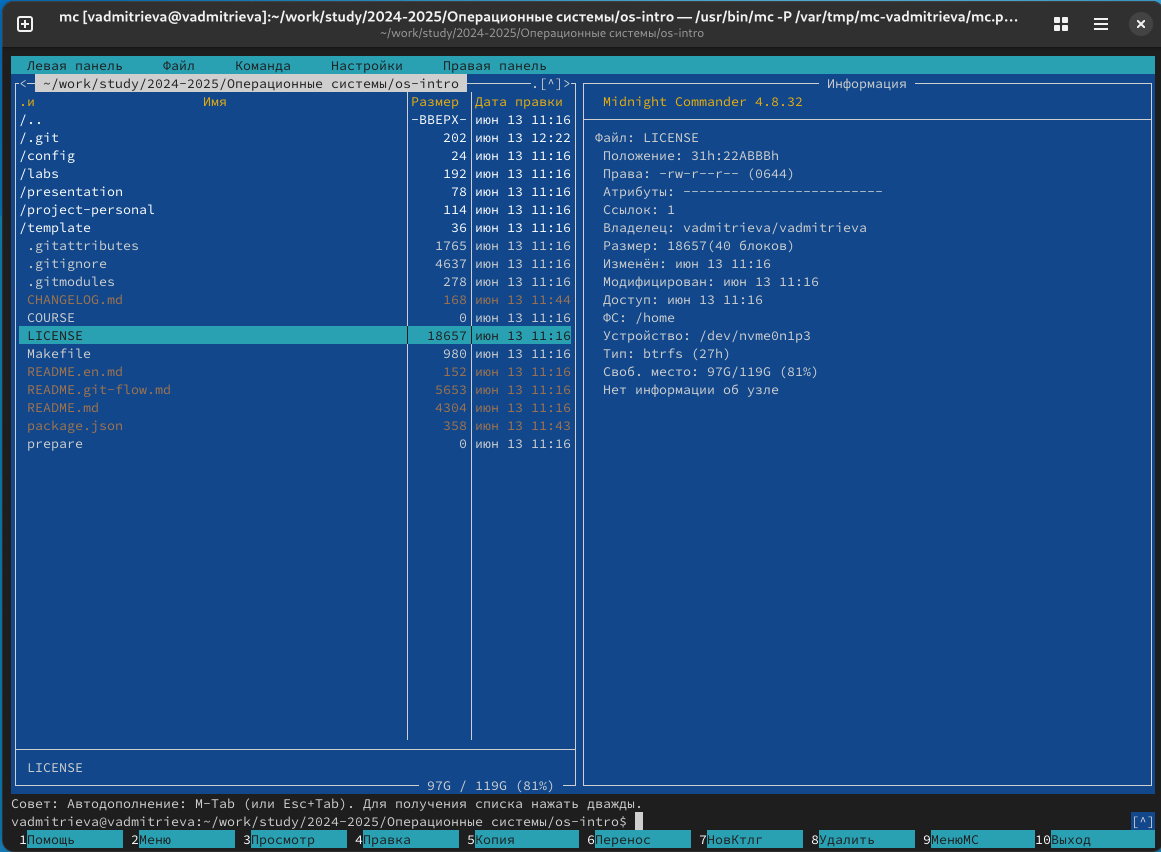 mc [vadmitrieva@vadmitrieva]:~/work/study/2024-2025/Операционные системы/os-intro — /usr/bin/mc -P /var/tmp/mc-vadmitrieva/mc.p…
~/work/study/2024-2025/Операционные системы/os-intro
Левая панель Файл Команда Настройки Правая панель
<─ ~/work/study/2024-2025/Операционные системы/os-intro .[^]>
.и Имя Размер Дата правки
/.. -ВВЕРХ- июн 13 11:16
/.git 202 июн 13 12:22
/config 24 июн 13 11:16
/labs 192 июн 13 11:16
/presentation 78 июн 13 11:16
/project-personal 114 июн 13 11:16
/template 36 июн 13 11:16
.gitattributes 1765 июн 13 11:16
.gitignore 4637 июн 13 11:16
.gitmodules 278 июн 13 11:16
CHANGELOG.md 168 июн 13 11:44
COURSE 0 июн 13 11:16
LICENSE 18657 июн 13 11:16
Makefile 980 июн 13 11:16
README.en.md 152 июн 13 11:16
README.git-flow.md 5653 июн 13 11:16
README.md 4304 июн 13 11:16
package.json 358 июн 13 11:43
prepare 0 июн 13 11:16
LICENSE
97G / 119G (81%)
Информация
Midnight Commander 4.8.32
Файл: LICENSE
Положение: 31h:22ABBBh
Права: -rw-r--r-- (0644)
Атрибуты: -------------------------
Ссылок: 1
Владелец: vadmitrieva/vadmitrieva
Размер: 18657(40 блоков)
Изменён: июн 13 11:16
Модифицирован: июн 13 11:16
Доступ: июн 13 11:16
ФС: /home
Устройство: /dev/nvme0n1p3
Тип: btrfs (27h)
Своб. место: 97G/119G (81%)
Нет информации об узле
Совет: Автодополнение: M-Tab (или Esc+Tab). Для получения списка нажать дважды.
vadmitrieva@vadmitrieva:~/work/study/2024-2025/Операционные системы/os-intro$ [^]
1Помощь 2Меню 3Просмотр 4Правка 5Копия 6Перенос 7НовКтлг 8Удалить 9МенюMC 10Выход